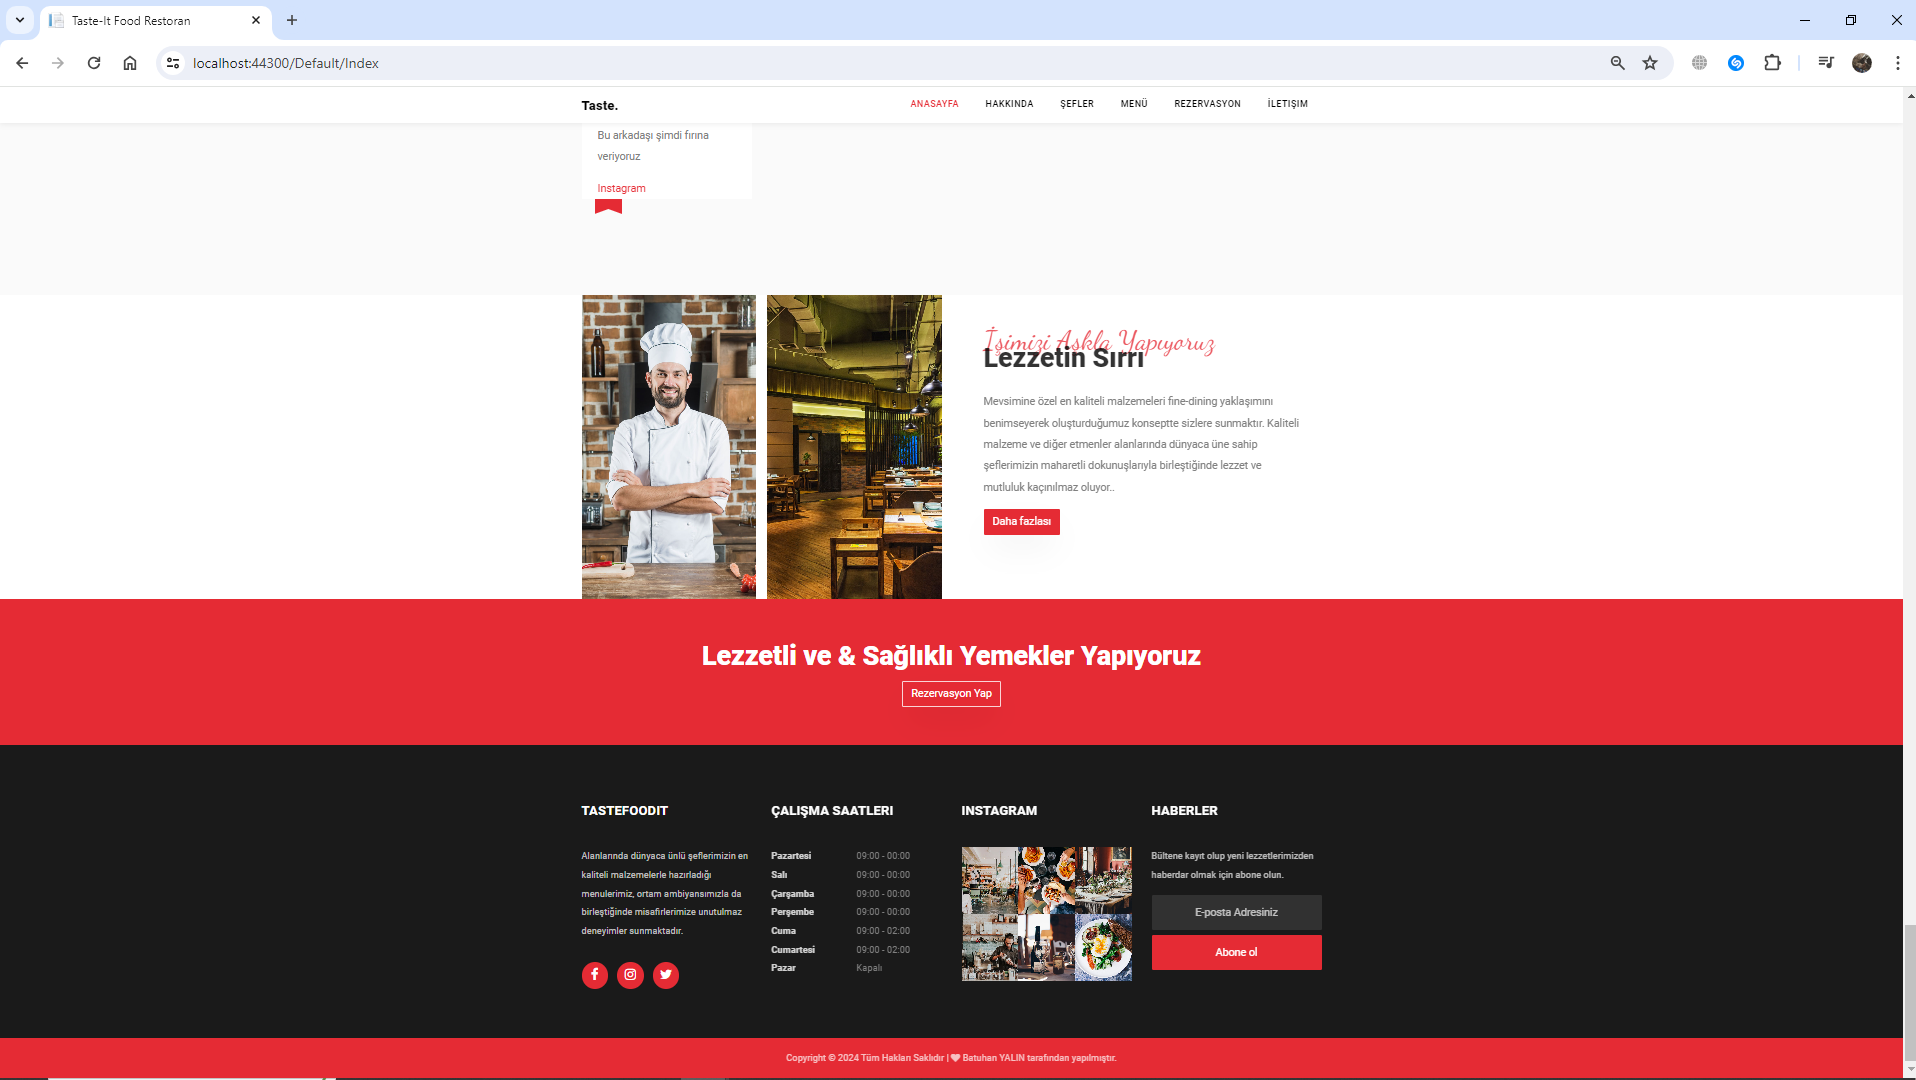 Taste-It Food Restoran
localhost:44300/Default/Index
Taste.
ANASAYFA HAKKINDA ŞEFLER MENÜ REZERVASYON İLETIŞIM
Bu arkadaşı şimdi fırına
veriyoruz
Instagram
İşimizi Aşkla Yapıyoruz
Lezzetin Sırrı
Mevsimine özel en kaliteli malzemeleri fine-dining yaklaşımını
benimseyerek oluşturduğumuz konseptte sizlere sunmaktır. Kaliteli
malzeme ve diğer etmenler alanlarında dünyaca üne sahip
şeflerimizin maharetli dokunuşlarıyla birleştiğinde lezzet ve
mutluluk kaçınılmaz oluyor..
Daha fazlası
Lezzetli ve & Sağlıklı Yemekler Yapıyoruz
Rezervasyon Yap
TASTEFOODIT
Alanlarında dünyaca ünlü şeflerimizin en
kaliteli malzemelerle hazırladığı
menulerimiz, ortam ambiyansımızla da
birleştiğinde misafirlerimize unutulmaz
deneyimler sunmaktadır.
ÇALIŞMA SAATLERI
Pazartesi 09:00 - 00:00
Salı 09:00 - 00:00
Çarşamba 09:00 - 00:00
Perşembe 09:00 - 00:00
Cuma 09:00 - 02:00
Cumartesi 09:00 - 02:00
Pazar Kapalı
INSTAGRAM
HABERLER
Bültene kayıt olup yeni lezzetlerimizden
haberdar olmak için abone olun.
E-posta Adresiniz
Abone ol
Copyright © 2024 Tüm Hakları Saklıdır | Batuhan YALIN tarafından yapılmıştır.